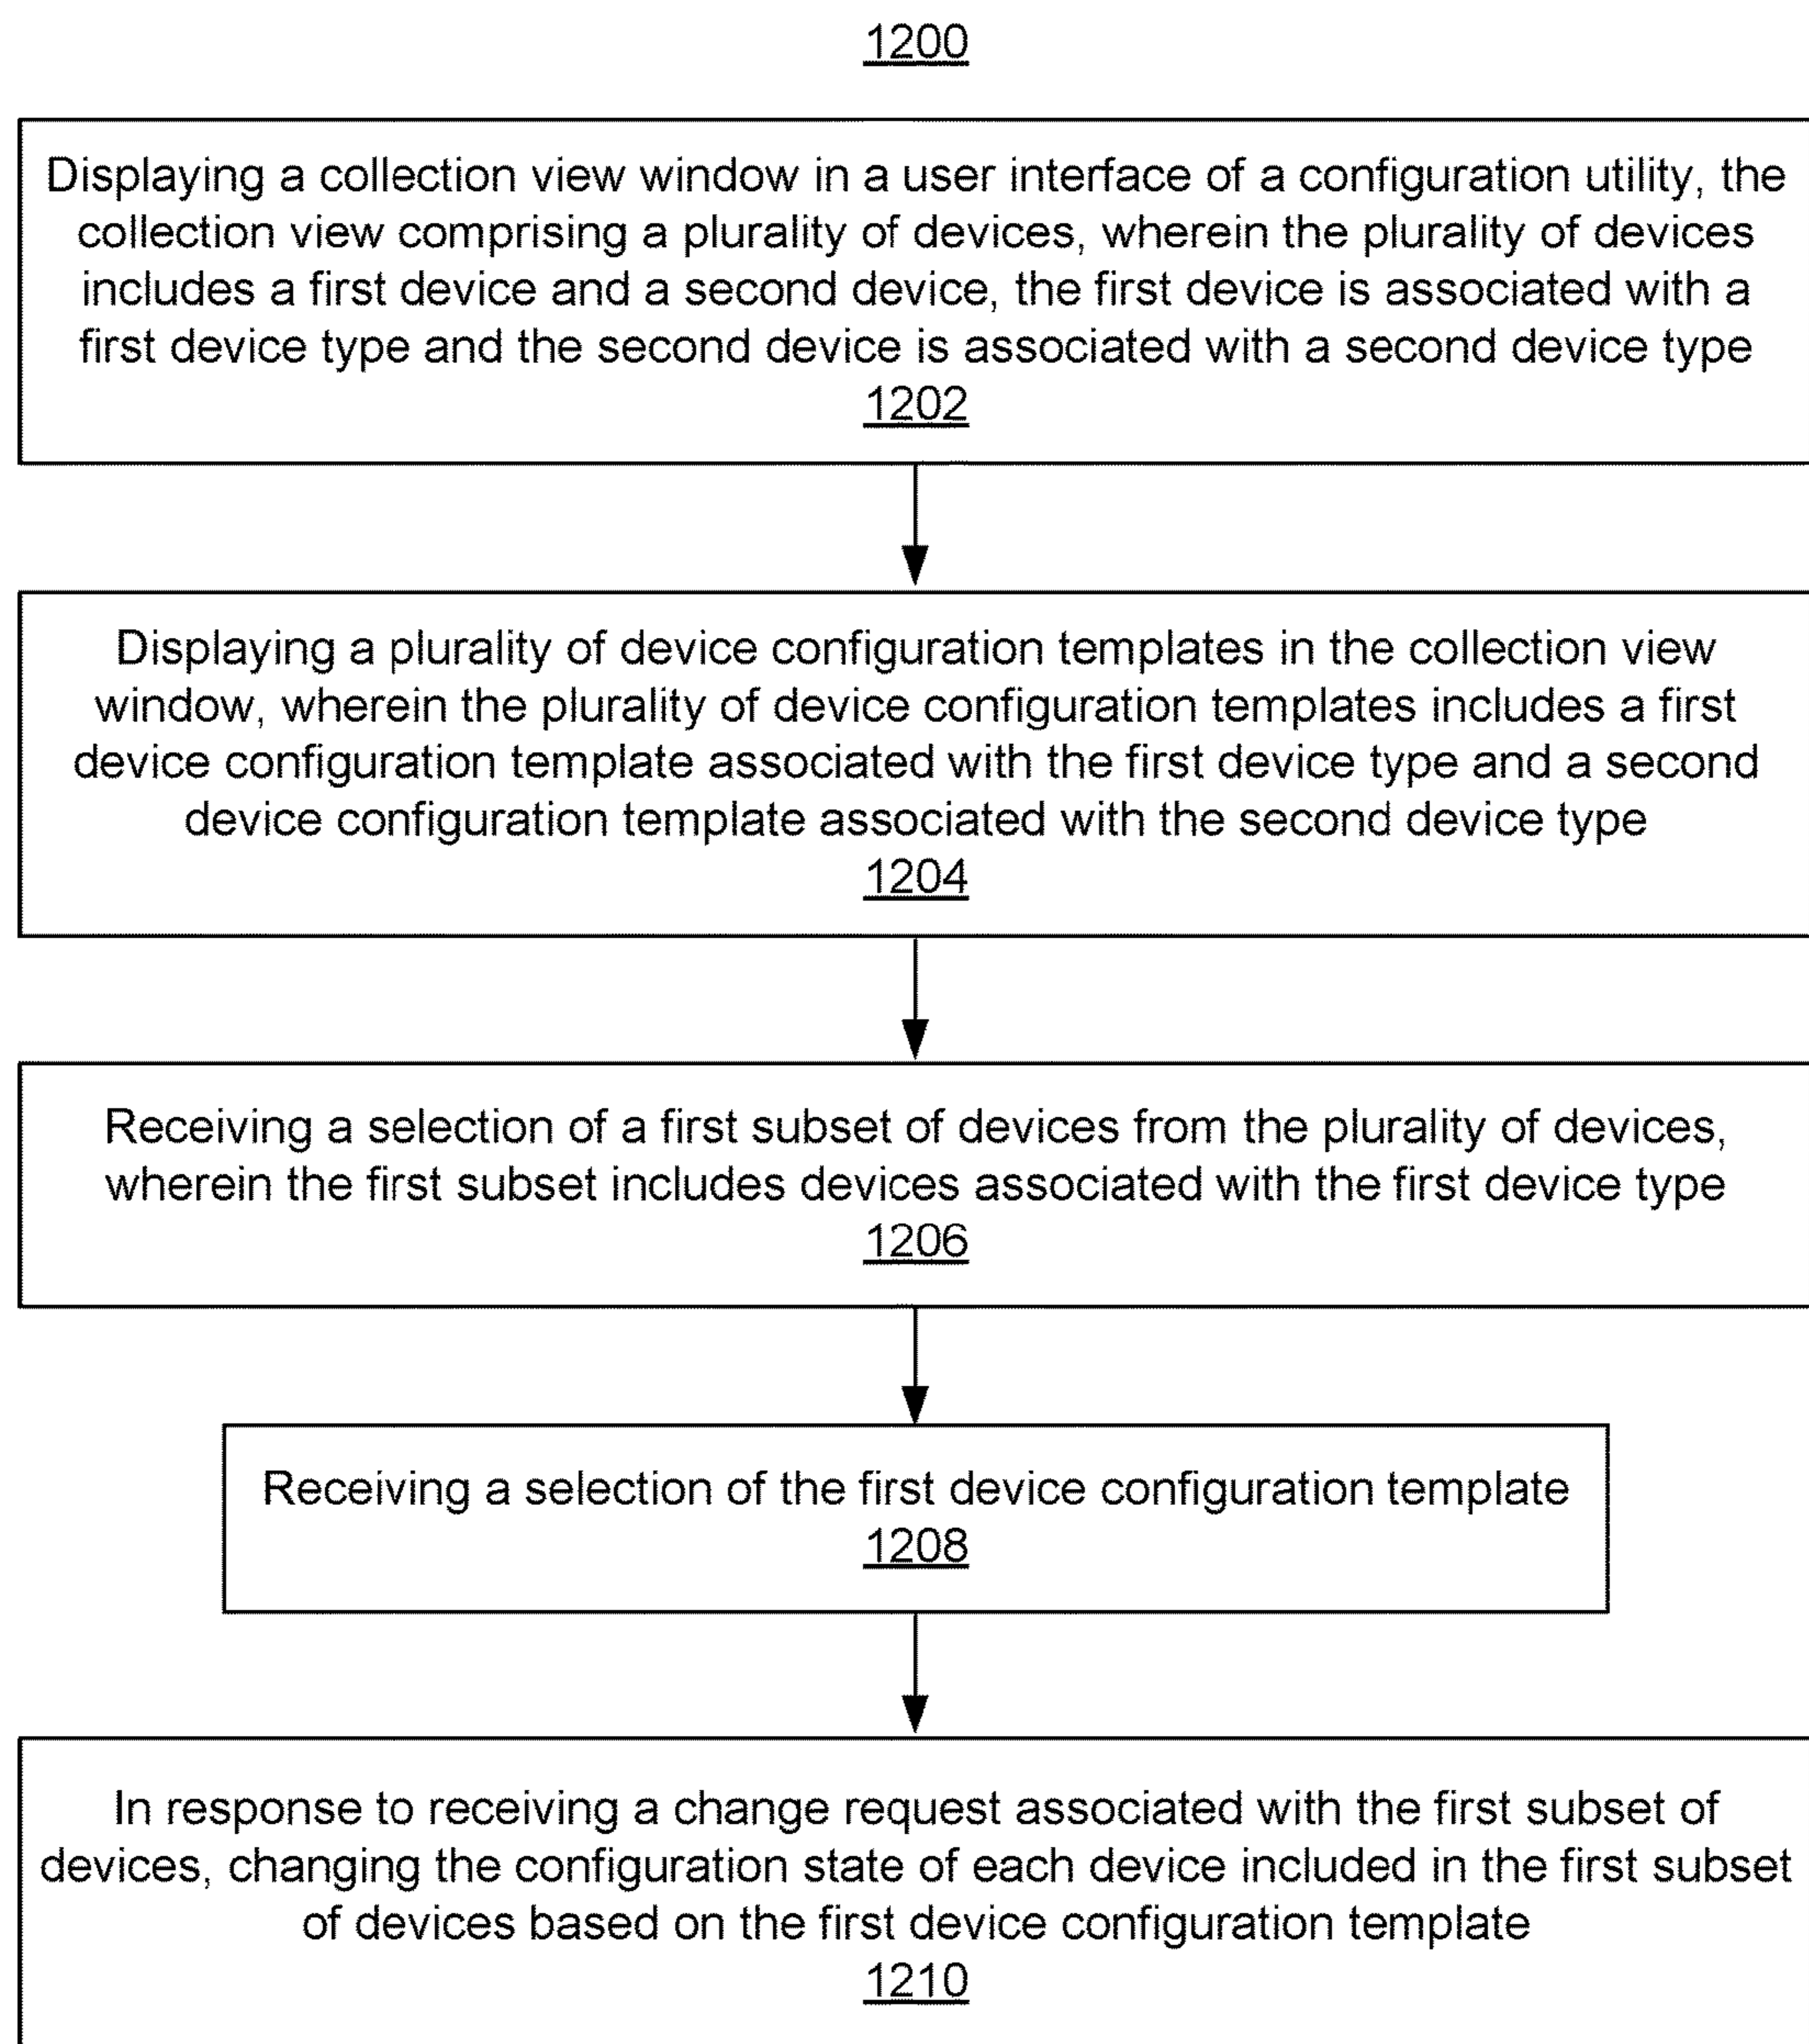 1200
Displaying a collection view window in a user interface of a configuration utility, the
collection view comprising a plurality of devices, wherein the plurality of devices
includes a first device and a second device, the first device is associated with a
first device type and the second device is associated with a second device type
1202
Displaying a plurality of device configuration templates in the collection view
window, wherein the plurality of device configuration templates includes a first
device configuration template associated with the first device type and a second
device configuration template associated with the second device type
1204
Receiving a selection of a first subset of devices from the plurality of devices,
wherein the first subset includes devices associated with the first device type
1206
Receiving a selection of the first device configuration template
1208
In response to receiving a change request associated with the first subset of
devices, changing the configuration state of each device included in the first subset
of devices based on the first device configuration template
1210